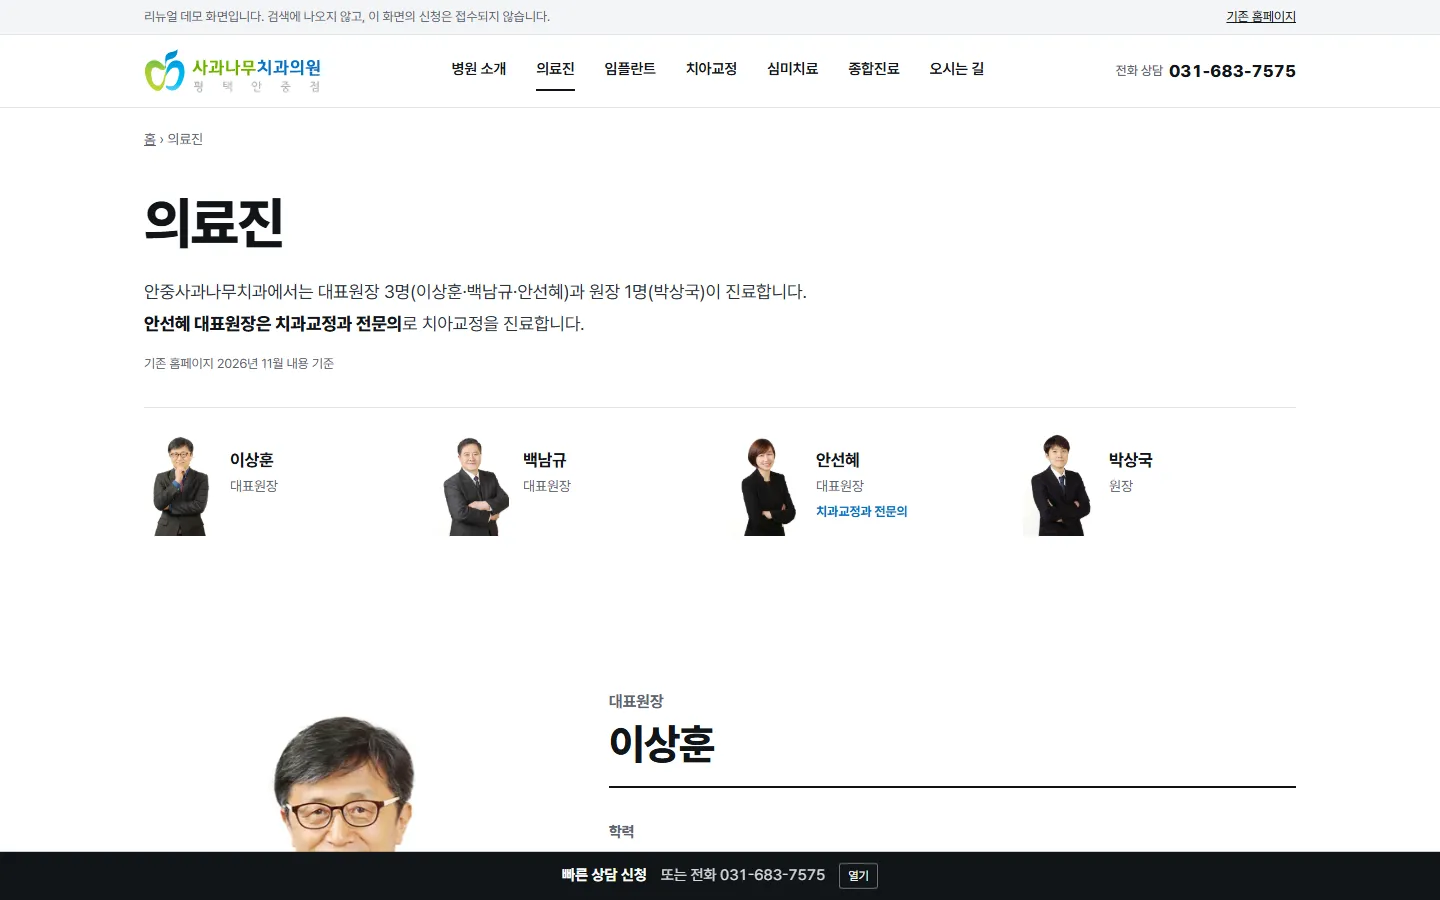 리뉴얼 데모 화면입니다. 검색에 나오지 않고, 이 화면의 신청은 접수되지 않습니다.
기존 홈페이지
사과나무치과의원
평택안중점
병원 소개
의료진
임플란트
치아교정
심미치료
종합진료
오시는 길
전화 상담 031-683-7575
홈 › 의료진
의료진
안중사과나무치과에서는 대표원장 3명(이상훈·백남규·안선혜)과 원장 1명(박상국)이 진료합니다.
안선혜 대표원장은 치과교정과 전문의로 치아교정을 진료합니다.
기존 홈페이지 2026년 11월 내용 기준
이상훈
대표원장
백남규
대표원장
안선혜
대표원장
치과교정과 전문의
박상국
원장
대표원장
이상훈
학력
빠른 상담 신청 또는 전화 031-683-7575 열기